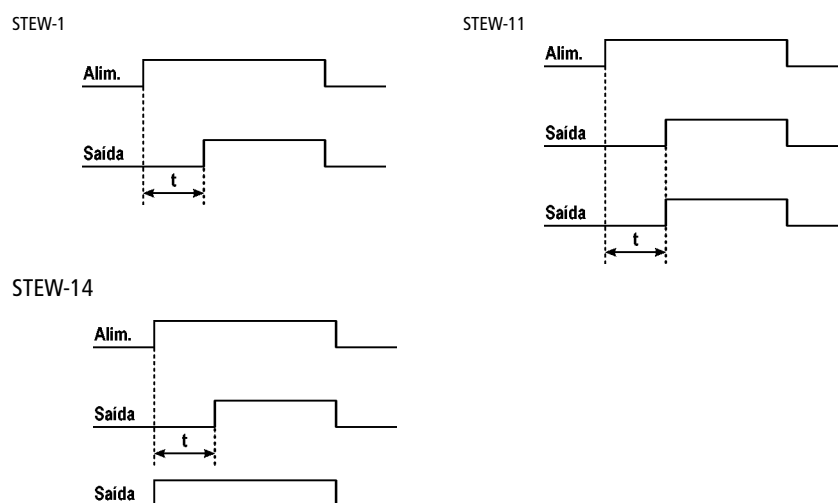 STEW-1
Alim.
Saída
t
STEW-11
Alim.
Saída
Saída
t
STEW-14
Alim.
Saída
t
Saída